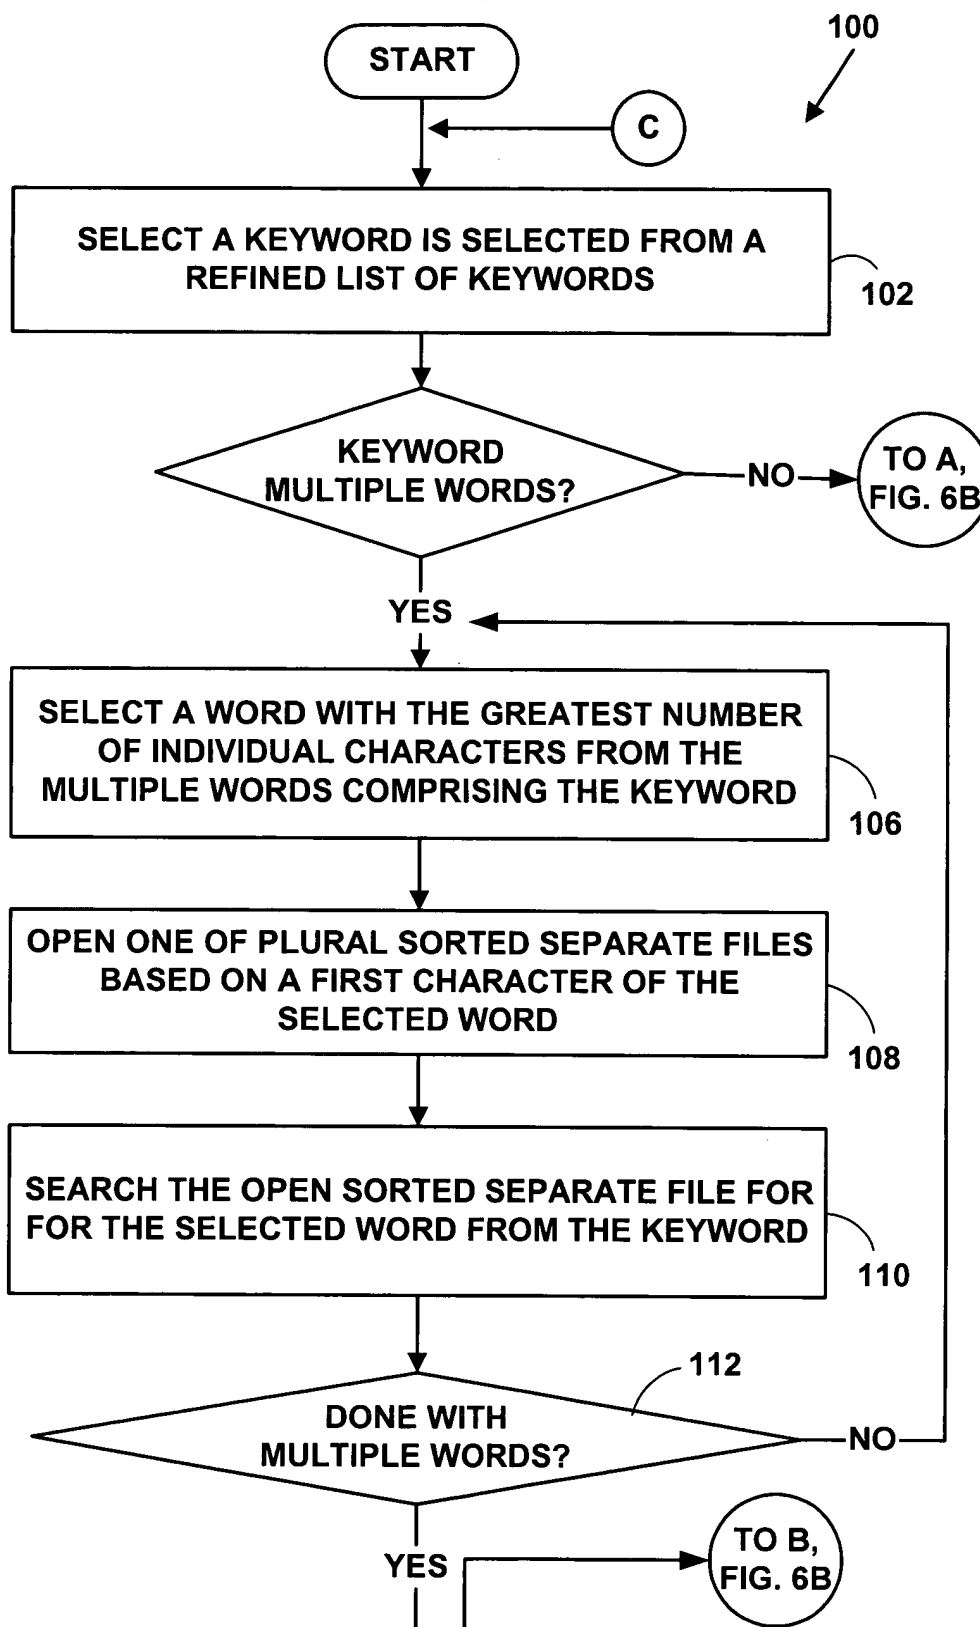 100
START
C
SELECT A KEYWORD IS SELECTED FROM A
REFINED LIST OF KEYWORDS
102
KEYWORD
MULTIPLE WORDS?
NO
TO A,
FIG. 6B
YES
SELECT A WORD WITH THE GREATEST NUMBER
OF INDIVIDUAL CHARACTERS FROM THE
MULTIPLE WORDS COMPRISING THE KEYWORD
106
OPEN ONE OF PLURAL SORTED SEPARATE FILES
BASED ON A FIRST CHARACTER OF THE
SELECTED WORD
108
SEARCH THE OPEN SORTED SEPARATE FILE FOR
FOR THE SELECTED WORD FROM THE KEYWORD
110
112
DONE WITH
MULTIPLE WORDS?
NO
YES
TO B,
FIG. 6B